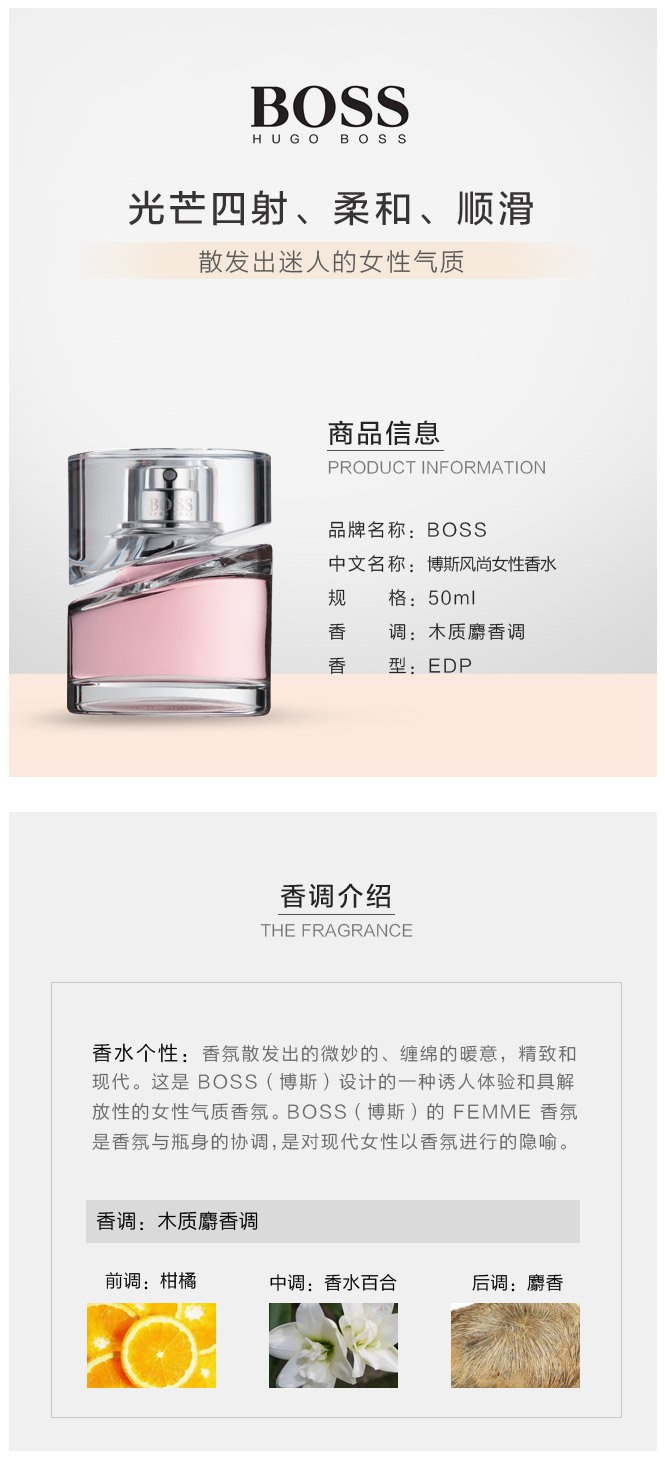 BOSS
HUGO BOSS
光芒四射、柔和、顺滑
散发出迷人的女性气质
商品信息
PRODUCT INFORMATION
BOSS
HUGO BOSS
品牌名称：BOSS
中文名称：博斯风尚女性香水
规 格：50ml
香 调：木质麝香调
香 型：EDP
香调介绍
THE FRAGRANCE
香水个性：香氛散发出的微妙的、缠绵的暖意，精致和
现代。这是 BOSS（博斯）设计的一种诱人体验和具解
放性的女性气质香氛。BOSS（博斯）的 FEMME 香氛
是香氛与瓶身的协调，是对现代女性以香氛进行的隐喻。
香调：木质麝香调
前调：柑橘
中调：香水百合
后调：麝香